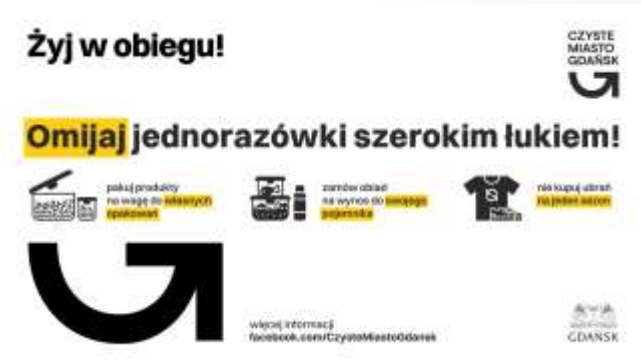 Żyj w obiegu!
CZYSTE
MIASTO
GDAŃSK
Omijaj jednorazówki szerokim łukiem!
pakuj produkty
na wagę do własnych
opakowań
zamów obiad
na wynos do swojego
pojemnika
nie kupuj ubrań
na jeden sezon
więcej informacji
facebook.com/CzysteMiastoGdansk
GDAŃSK